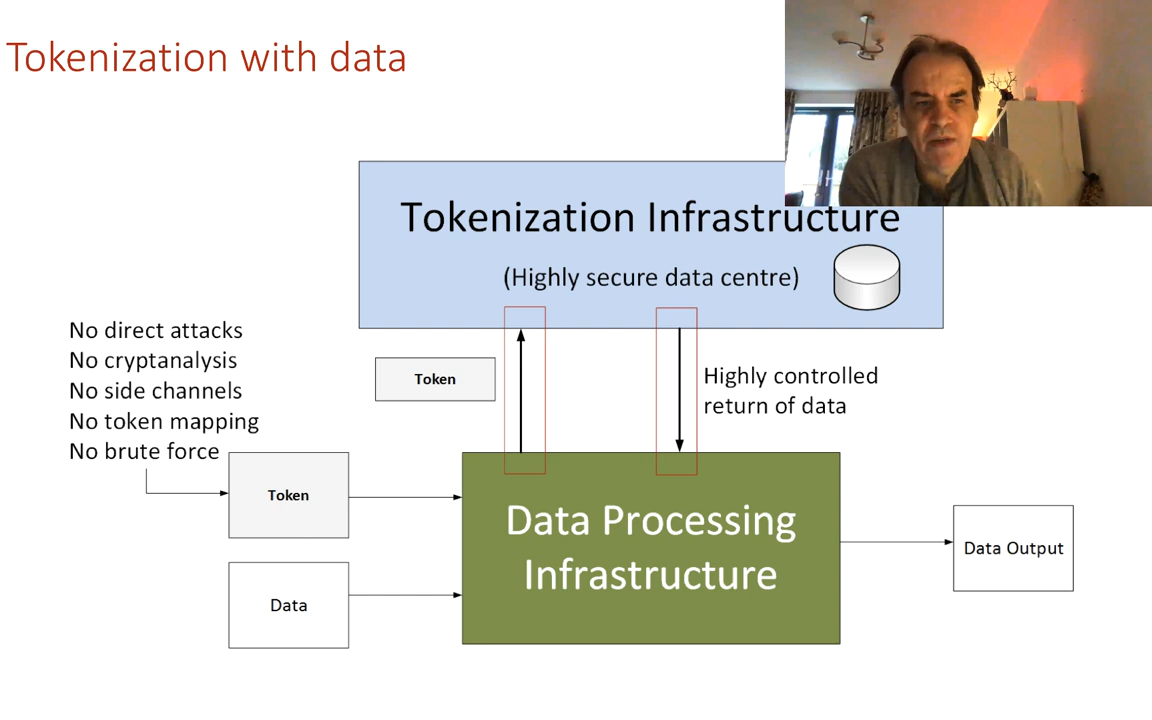 Tokenization with data
Tokenization Infrastructure
(Highly secure data centre)
No direct attacks
No cryptanalysis
No side channels
No token mapping
No brute force
Token
Highly controlled
return of data
Token
Data
Data Processing
Infrastructure
Data Output